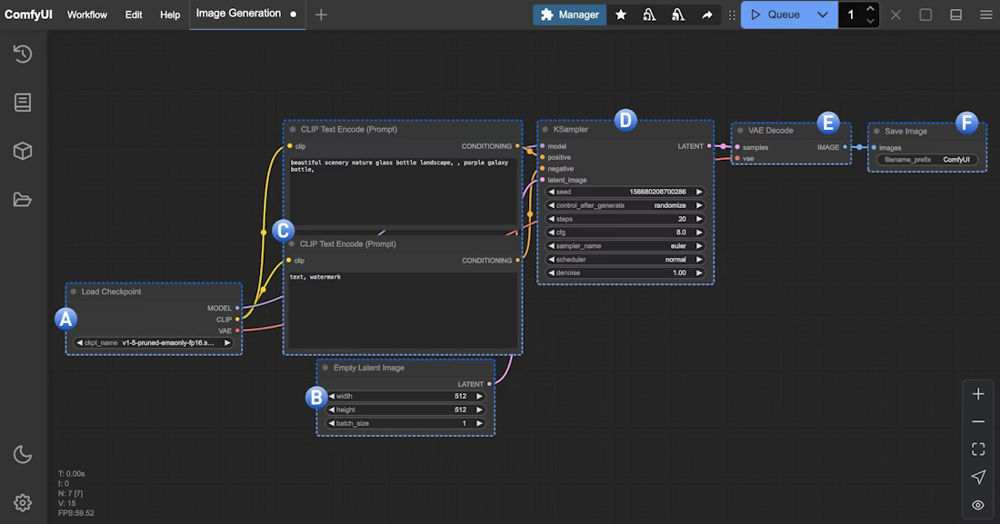 ComfyUI Workflow Edit Help Image Generation Manager Queue 1
CLIP Text Encode (Prompt)
clip CONDITIONING
beautiful scenery nature glass bottle landscape, , purple galaxy
bottle,
C
CLIP Text Encode (Prompt)
clip CONDITIONING
text, watermark
D
KSampler
model LATENT
positive
negative
latent_image
seed 156680208700286
control_after_generate randomize
steps 20
cfg 8.0
sampler_name euler
scheduler normal
denoise 1.00
E
VAE Decode
samples IMAGE
vae
F
Save Image
images
filename_prefix ComfyUI
Load Checkpoint
MODEL
A
CLIP
VAE
ckpt_name v1-5-pruned-emaonly-fp16.s...
Empty Latent Image
LATENT
B
width 512
height 512
batch_size 1
T: 0.00s
I: 0
N: 7 [7]
V: 15
FPS:59.52